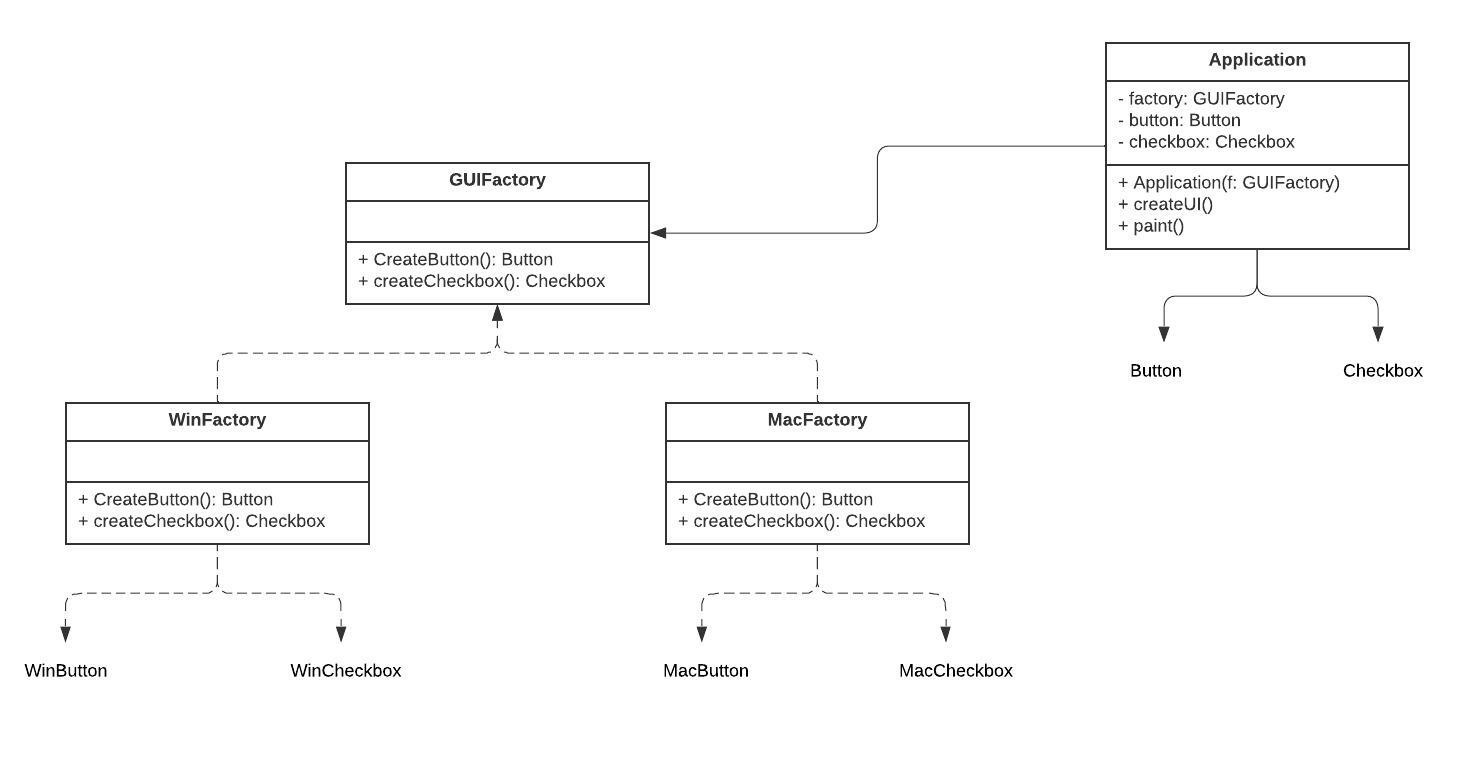 Application
- factory: GUIFactory
- button: Button
- checkbox: Checkbox
+ Application(f: GUIFactory)
+ createUI()
+ paint()
GUIFactory
+ CreateButton(): Button
+ createCheckbox(): Checkbox
Button
Checkbox
WinFactory
+ CreateButton(): Button
+ createCheckbox(): Checkbox
MacFactory
+ CreateButton(): Button
+ createCheckbox(): Checkbox
WinButton
WinCheckbox
MacButton
MacCheckbox